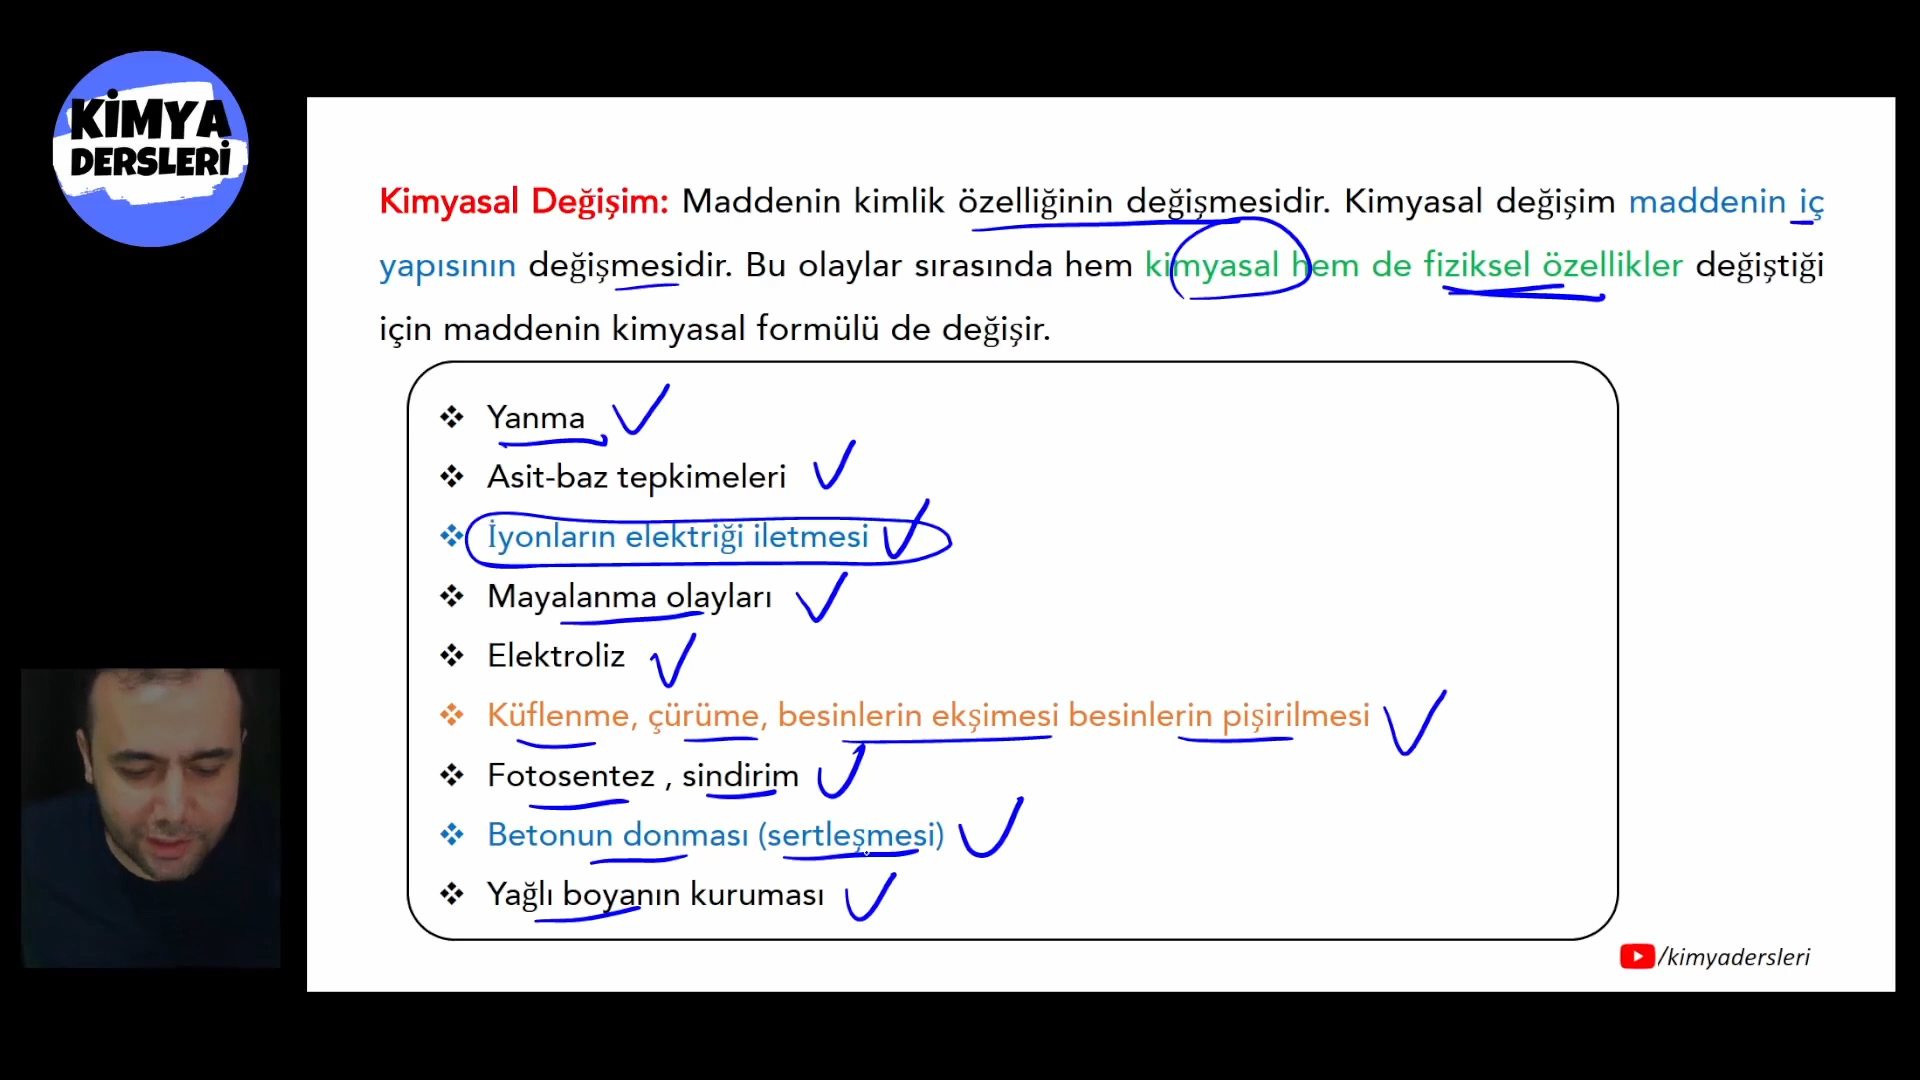 KİMYA
DERSLERİ
Kimyasal Değişim: Maddenin kimlik özelliğinin değişmesidir. Kimyasal değişim maddenin iç
yapısının değişmesidir. Bu olaylar sırasında hem kimyasal hem de fiziksel özellikler değiştiği
için maddenin kimyasal formülü de değişir.
❖ Yanma
❖ Asit-baz tepkimeleri
❖ İyonların elektriği iletmesi
❖ Mayalanma olayları
❖ Elektroliz
❖ Küflenme, çürüme, besinlerin ekşimesi besinlerin pişirilmesi
❖ Fotosentez , sindirim
❖ Betonun donması (sertleşmesi)
❖ Yağlı boyanın kuruması
/kimyadersleri